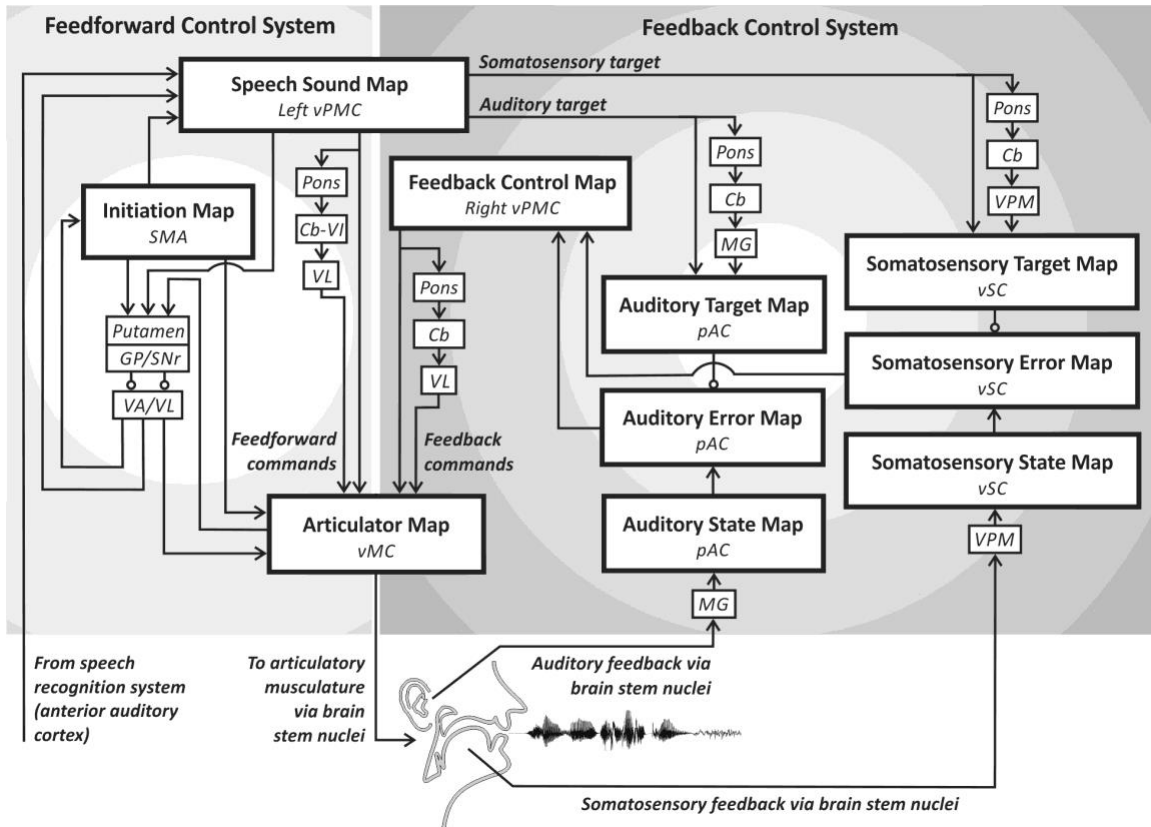 Feedforward Control System
Feedback Control System
Speech Sound Map
Left vPMC
Somatosensory target
Auditory target
Pons
Cb
VPM
Pons
Cb
MG
Pons
Cb-VI
VL
Feedback Control Map
Right vPMC
Initiation Map
SMA
Pons
Cb
VL
Putamen
GP/SNr
VA/VL
Auditory Target Map
pAC
Somatosensory Target Map
vSC
Somatosensory Error Map
vSC
Auditory Error Map
pAC
Somatosensory State Map
vSC
Feedforward
commands
Feedback
commands
Articulator Map
vMC
Auditory State Map
pAC
VPM
MG
From speech
recognition system
(anterior auditory
cortex)
To articulatory
musculature
via brain
stem nuclei
Auditory feedback via
brain stem nuclei
Somatosensory feedback via brain stem nuclei